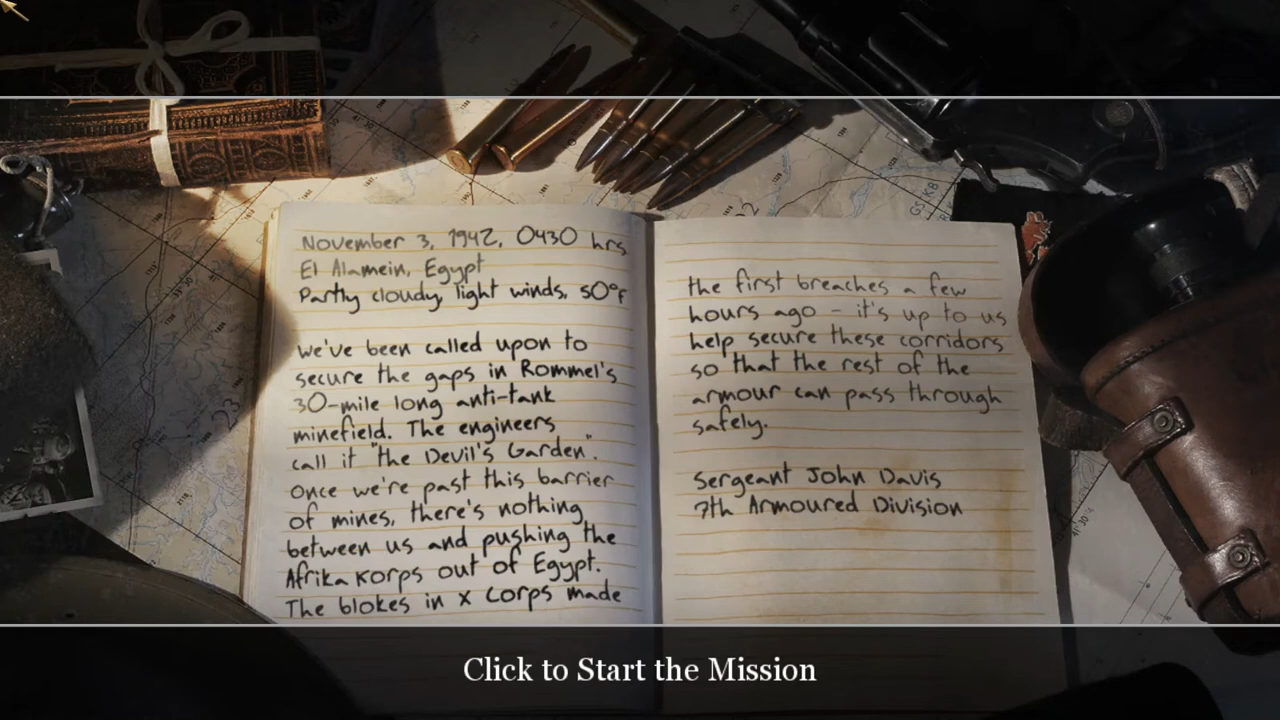 November 3, 1942, 0430 hrs
El Alamein, Egypt
Partly cloudy, light winds, 50°F
We've been called upon to
secure the gaps in Rommel's
30-mile long anti-tank
minefield. The engineers
call it "the Devil's Garden".
Once we're past this barrier
of mines, there's nothing
between us and pushing the
Afrika Korps out of Egypt.
The blokes in X Corps made
the first breaches a few
hours ago - it's up to us
help secure these corridors
so that the rest of the
armour can pass through
safely.
Sergeant John Davis
7th Armoured Division
GS,KB
Click to Start the Mission